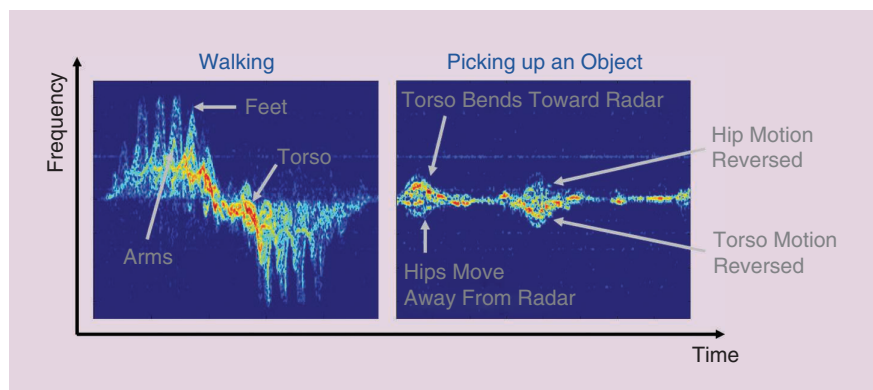 Walking
Picking up an Object
Frequency
Feet
Torso
Arms
Torso Bends Toward Radar
Hips Move
Away From Radar
Hip Motion
Reversed
Torso Motion
Reversed
Time